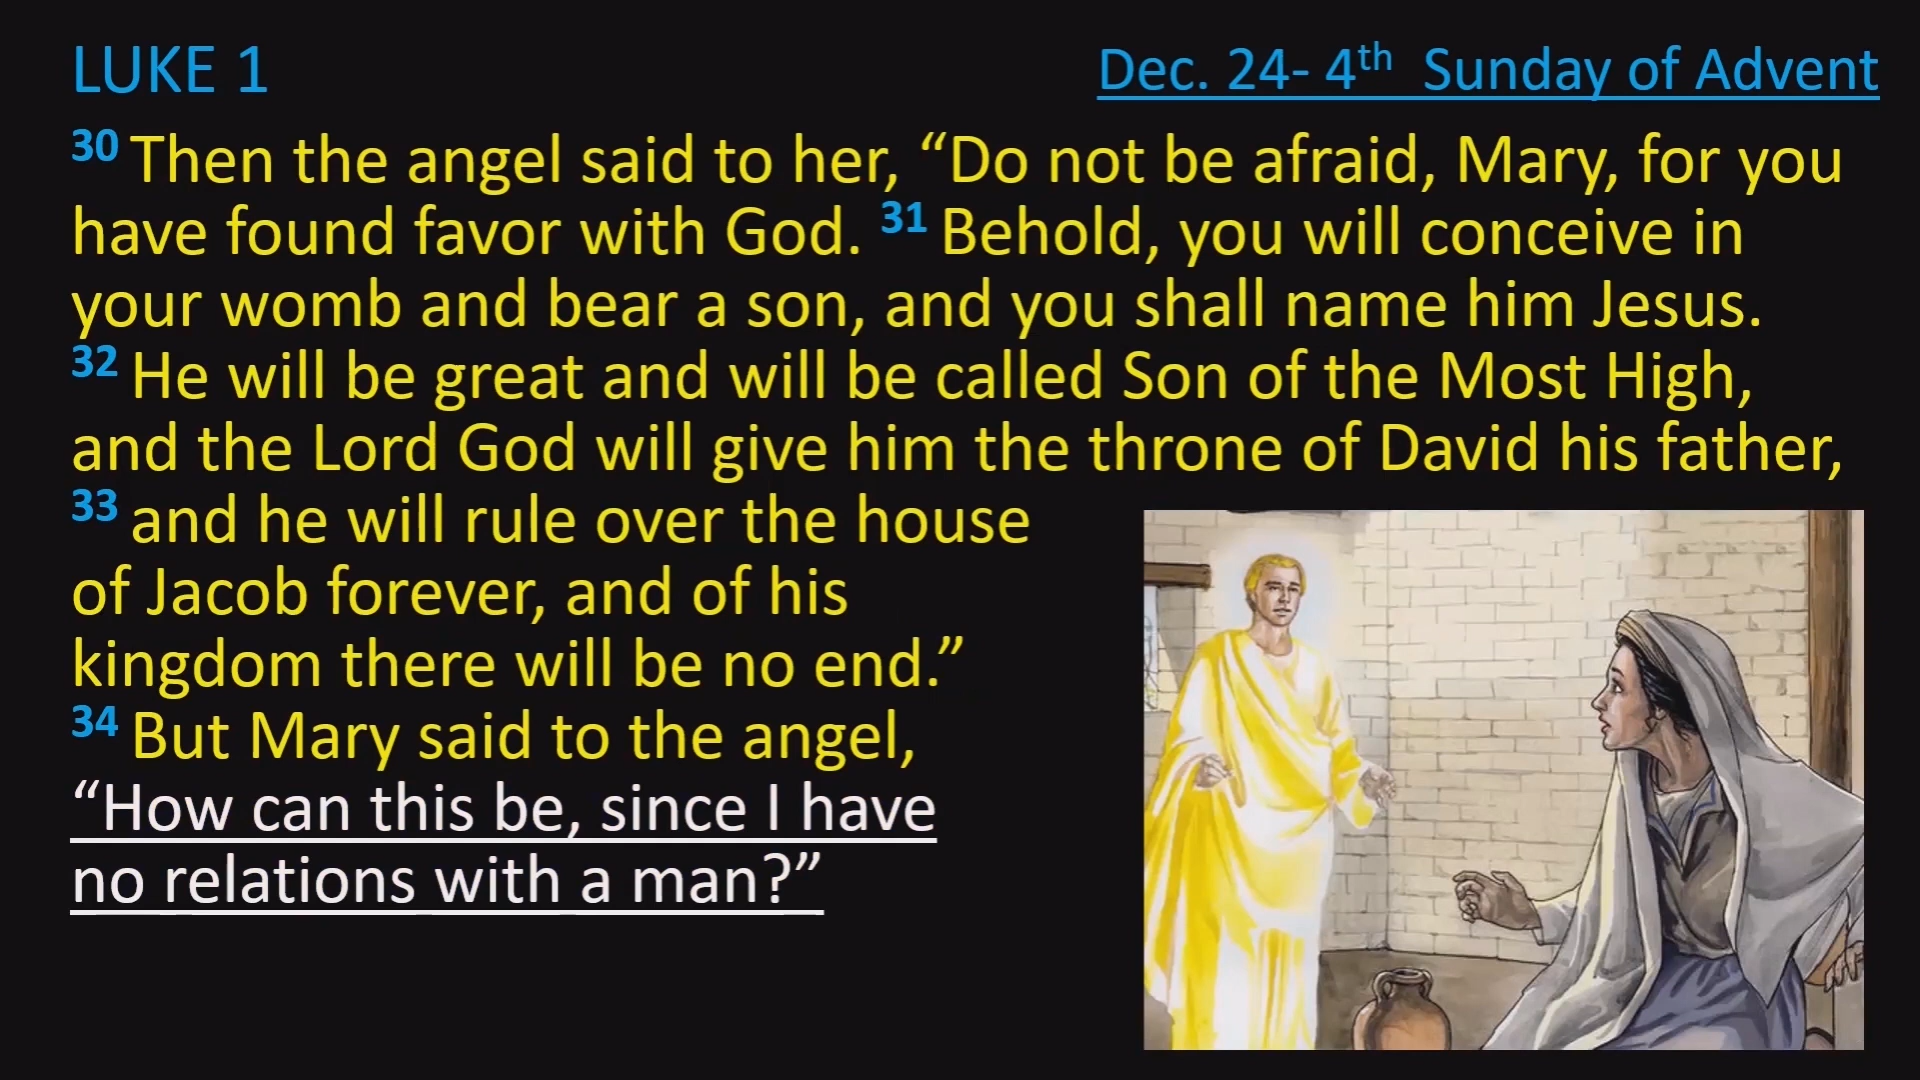 LUKE 1
Dec. 24- 4th Sunday of Advent
30 Then the angel said to her, “Do not be afraid, Mary, for you
have found favor with God. 31 Behold, you will conceive in
your womb and bear a son, and you shall name him Jesus.
32 He will be great and will be called Son of the Most High,
and the Lord God will give him the throne of David his father,
33 and he will rule over the house
of Jacob forever, and of his
kingdom there will be no end.”
34 But Mary said to the angel,
“How can this be, since I have
no relations with a man?”